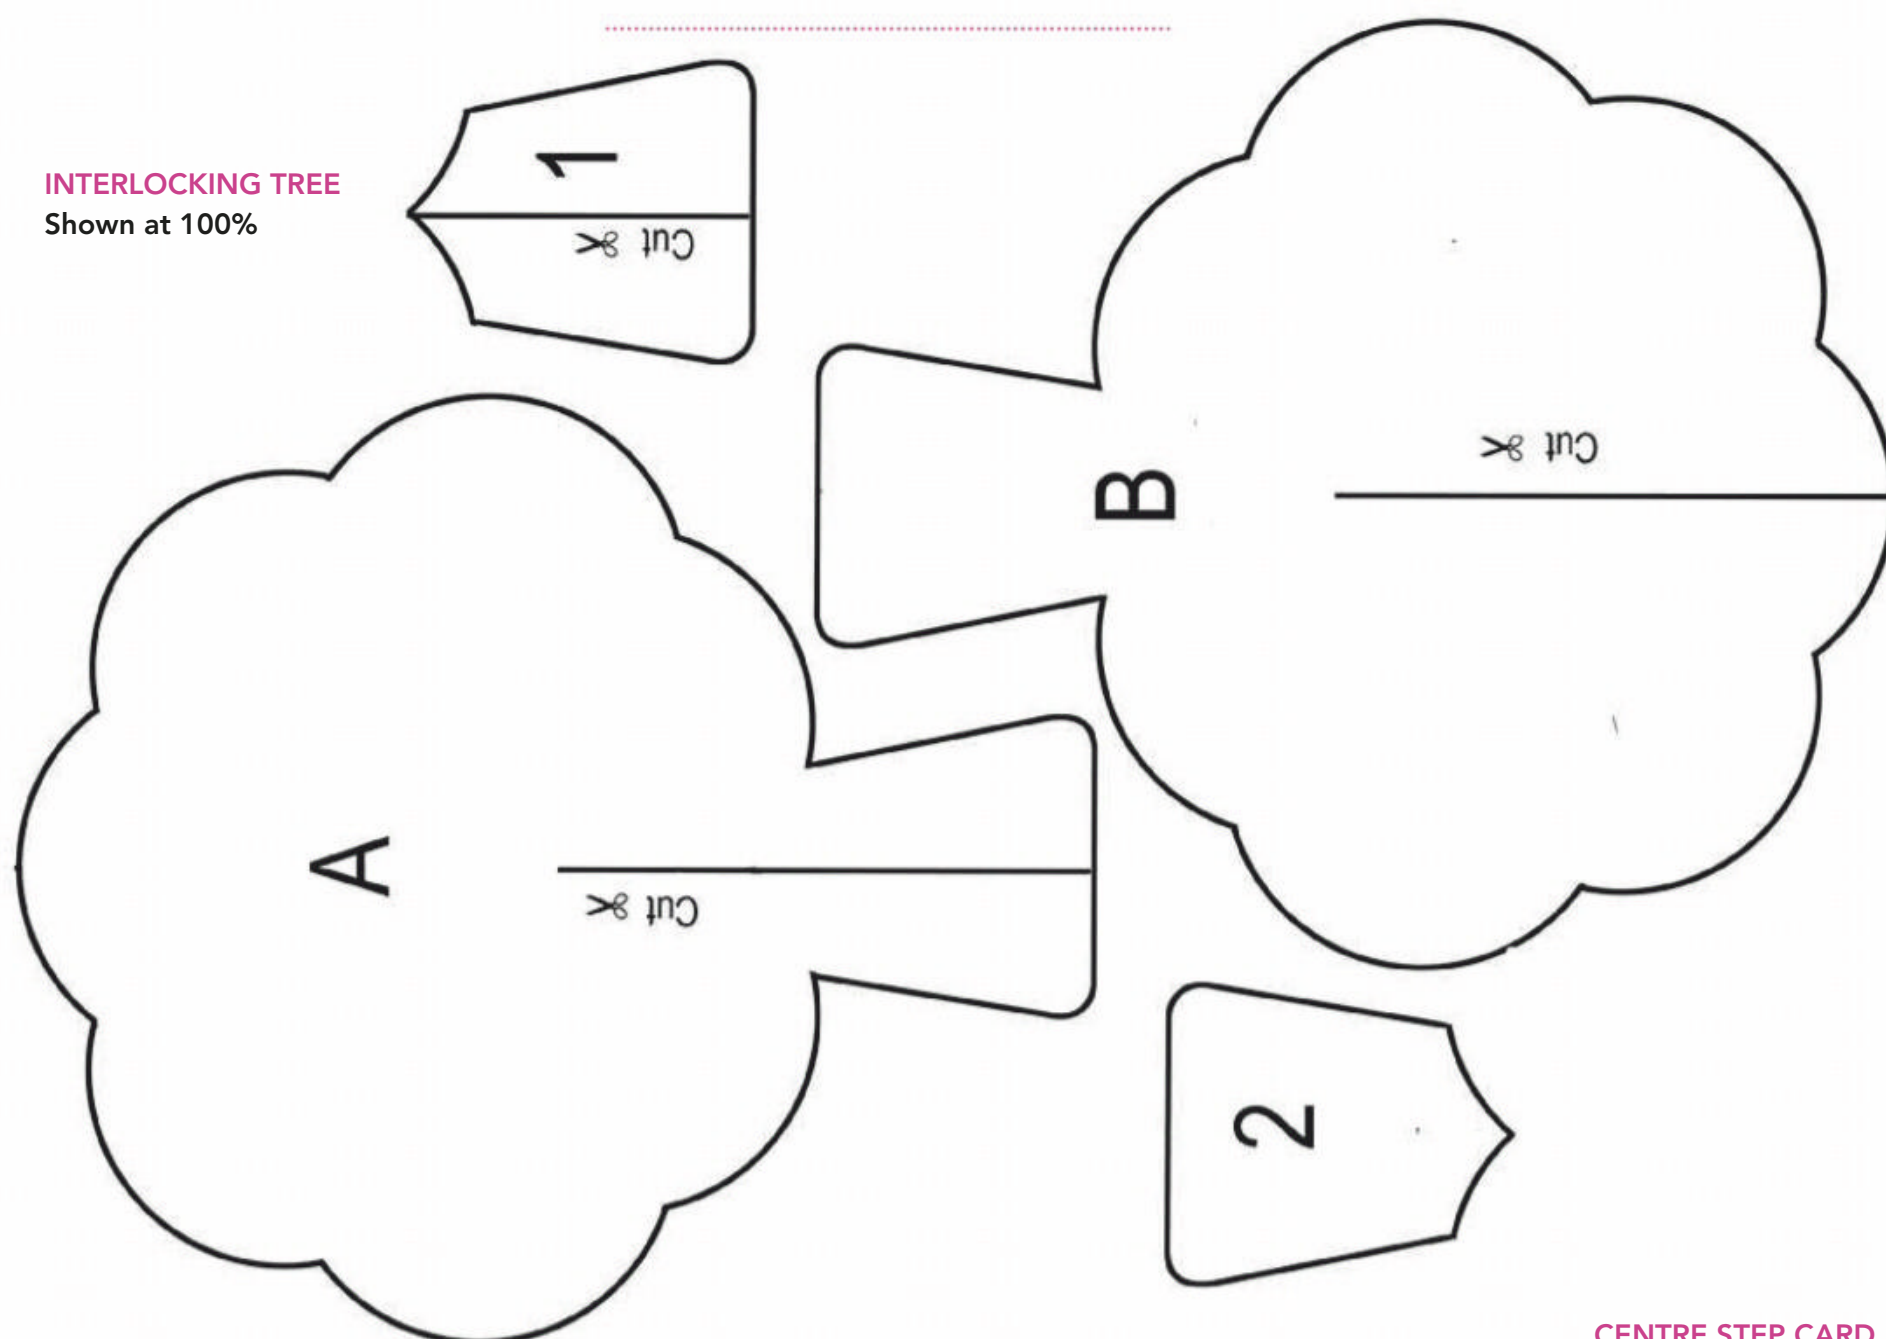 INTERLOCKING TREE
Shown at 100%
1
Cut
B
Cut
A
Cut
2
CENTRE STEP CARD